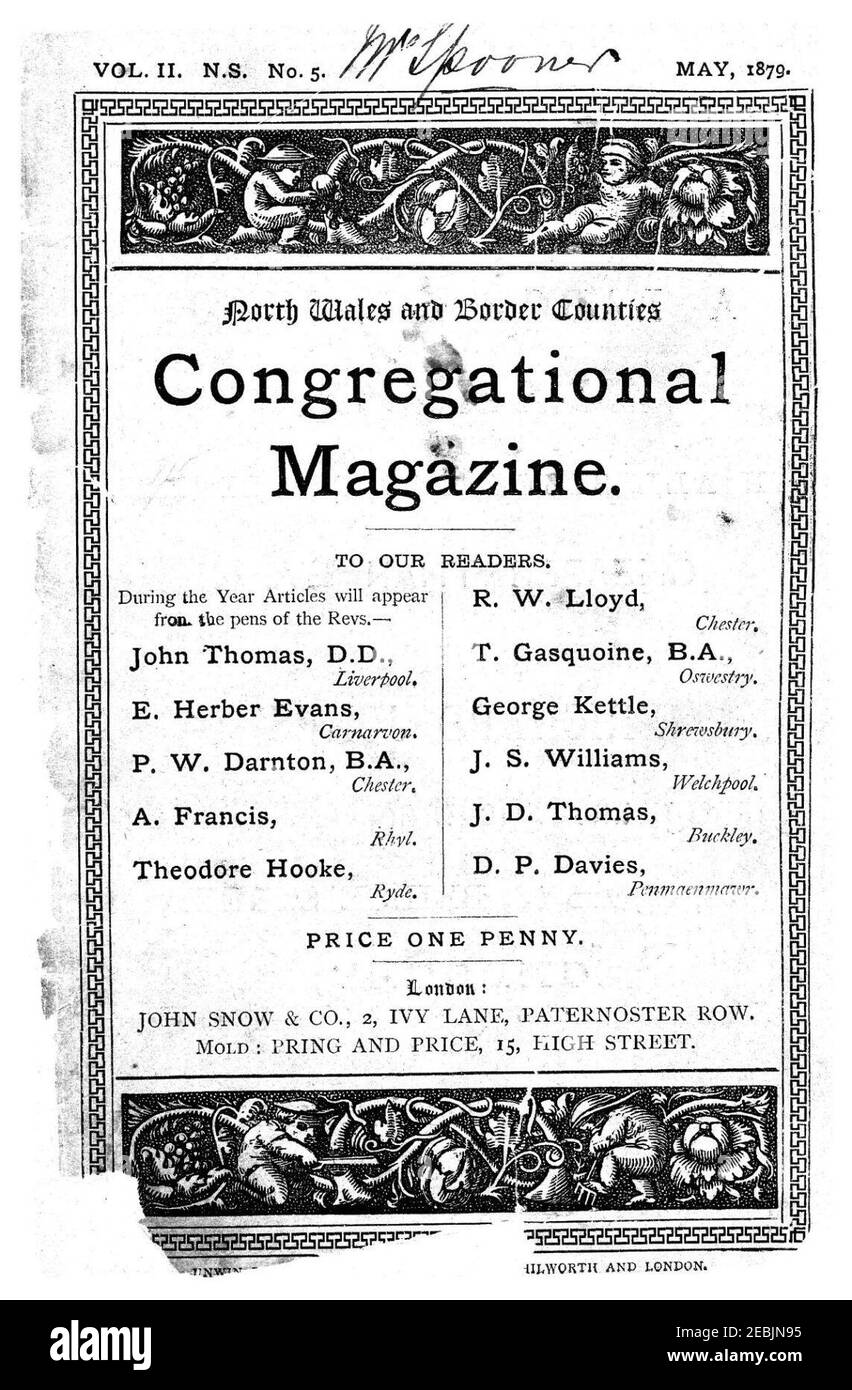 VOL. II. N.S. No. 5. Mr Spooner MAY, 1879.
North Wales and Border Counties
Congregational
Magazine.
TO OUR READERS.
During the Year Articles will appear
from the pens of the Revs.—
John Thomas, D.D.,
Liverpool.
E. Herber Evans,
Carnarvon.
P. W. Darnton, B.A.,
Chester.
A. Francis,
Rhyl.
Theodore Hooke,
Ryde.
R. W. Lloyd,
Chester.
T. Gasquoine, B.A.,
Oswestry.
George Kettle,
Shrewsbury.
J. S. Williams,
Welchpool.
J. D. Thomas,
Buckley.
D. P. Davies,
Penmaenmawr.
PRICE ONE PENNY.
London:
JOHN SNOW & CO., 2, IVY LANE, PATERNOSTER ROW.
MOLD: PRING AND PRICE, 15, HIGH STREET.
UNWIN HILWORTH AND LONDON.
alamy
Image ID: 2EBJN95
www.alamy.com